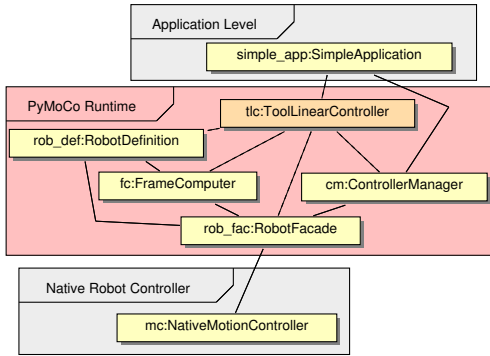 Application Level
simple_app:SimpleApplication
PyMoCo Runtime
tlc:ToolLinearController
rob_def:RobotDefinition
fc:FrameComputer
cm:ControllerManager
rob_fac:RobotFacade
Native Robot Controller
mc:NativeMotionController